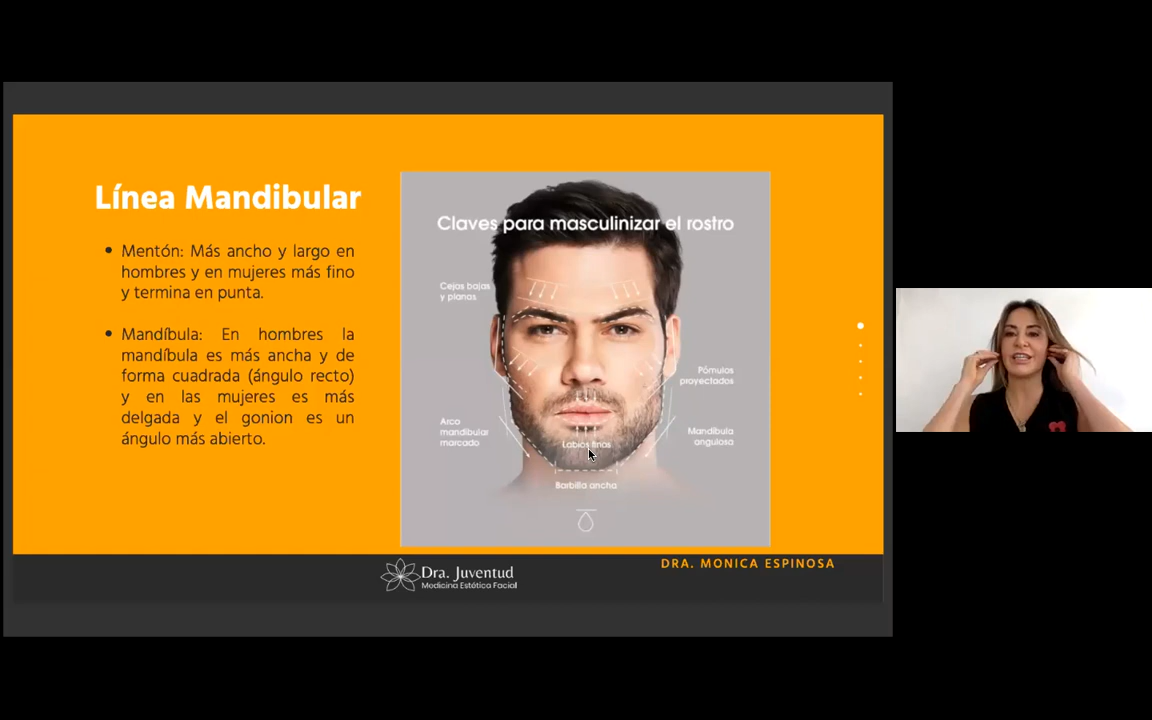 Línea Mandibular
• Mentón: Más ancho y largo en
hombres y en mujeres más fino
y termina en punta.
• Mandíbula: En hombres la
mandíbula es más ancha y de
forma cuadrada (ángulo recto)
y en las mujeres es más
delgada y el gonion es un
ángulo más abierto.
Claves para masculinizar el rostro
Cejas bajas
y planas
Pómulos
proyectados
Arco
mandibular
marcado
Mandíbula
angulosa
Labios finos
Barbilla ancha
Dra. Juventud
Medicina Estética Facial
DRA. MONICA ESPINOSA